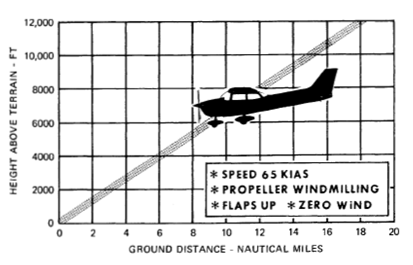 HEIGHT ABOVE TERRAIN - FT
12,000
10,000
8000
6000
4000
2000
0
* SPEED 65 KIAS
* PROPELLER WINDMILLING
* FLAPS UP * ZERO WIND
0 2 4 6 8 10 12 14 16 18 20
GROUND DISTANCE - NAUTICAL MILES